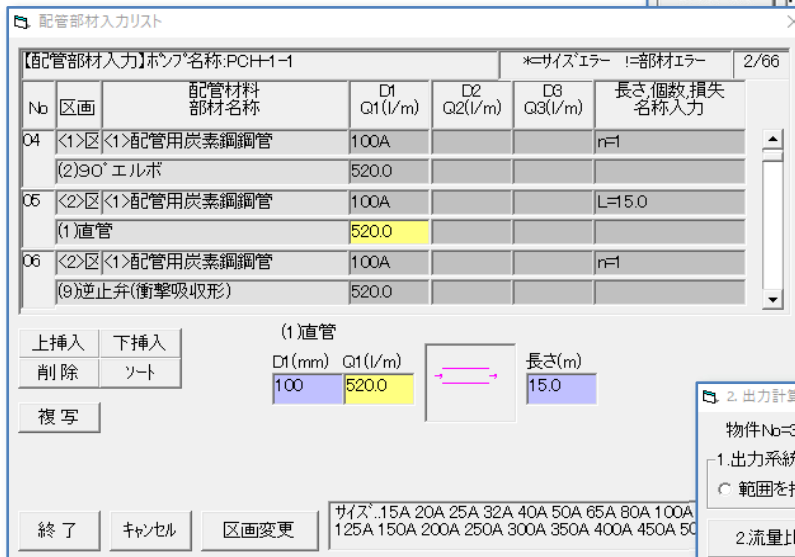 配管部材入力リスト
【配管部材入力】ﾎﾟﾝﾌﾟ名称:PCH-1-1 *=サイズエラー !=部材エラー 2/66
No 区画 配管材料 部材名称 D1 Q1(l/m) D2 Q2(l/m) D3 Q3(l/m) 長さ,個数,損失 名称入力
04 <1>区 <1>配管用炭素鋼鋼管 100A n=1
(2)90ﾟエルボ 520.0
05 <2>区 <1>配管用炭素鋼鋼管 100A L=15.0
(1)直管 520.0
06 <2>区 <1>配管用炭素鋼鋼管 100A n=1
(9)逆止弁(衝撃吸収形) 520.0
上挿入 下挿入
削 除 ソート
複 写
(1)直管
D1(mm) Q1(l/m) 長さ(m)
100 520.0 15.0
終 了 ｷｬﾝｾﾙ 区画変更
サイズ..15A 20A 25A 32A 40A 50A 65A 80A 100A
125A 150A 200A 250A 300A 350A 400A 450A
2. 出力計算
物件No=
1.出力系統
範囲を
2.流量